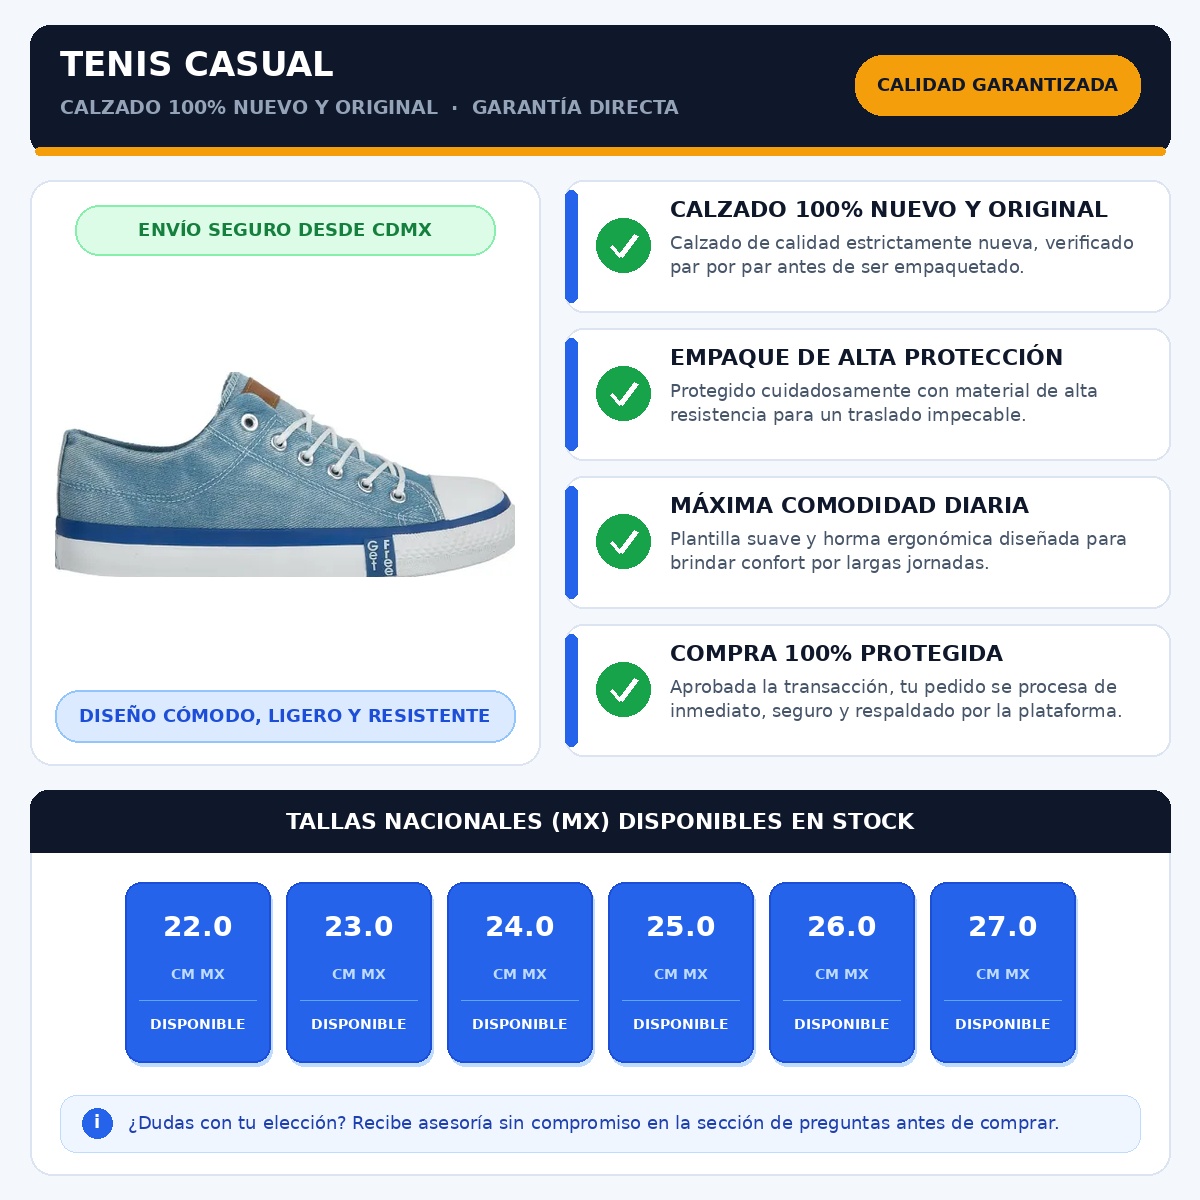 TENIS CASUAL
CALZADO 100% NUEVO Y ORIGINAL · GARANTÍA DIRECTA
CALIDAD GARANTIZADA
ENVÍO SEGURO DESDE CDMX
Get
Free
DISEÑO CÓMODO, LIGERO Y RESISTENTE
CALZADO 100% NUEVO Y ORIGINAL
Calzado de calidad estrictamente nueva, verificado
par por par antes de ser empaquetado.
EMPAQUE DE ALTA PROTECCIÓN
Protegido cuidadosamente con material de alta
resistencia para un traslado impecable.
MÁXIMA COMODIDAD DIARIA
Plantilla suave y horma ergonómica diseñada para
brindar confort por largas jornadas.
COMPRA 100% PROTEGIDA
Aprobada la transacción, tu pedido se procesa de
inmediato, seguro y respaldado por la plataforma.
TALLAS NACIONALES (MX) DISPONIBLES EN STOCK
22.0
CM MX
DISPONIBLE
23.0
CM MX
DISPONIBLE
24.0
CM MX
DISPONIBLE
25.0
CM MX
DISPONIBLE
26.0
CM MX
DISPONIBLE
27.0
CM MX
DISPONIBLE
i
¿Dudas con tu elección? Recibe asesoría sin compromiso en la sección de preguntas antes de comprar.